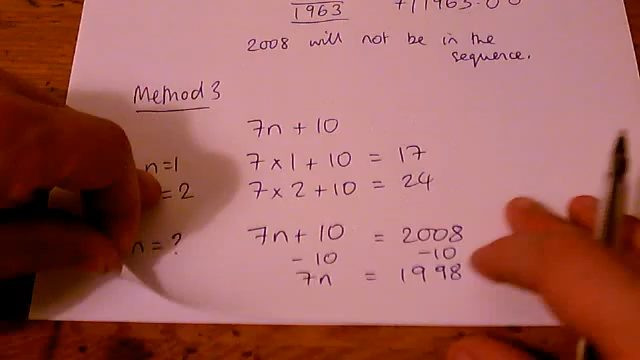 1963
2008 will not be in the
sequence.
Method 3
7n + 10
n = 1 7 × 1 + 10 = 17
= 2 7 × 2 + 10 = 24
n = ? 7n + 10 = 2008
- 10 - 10
7n = 1998